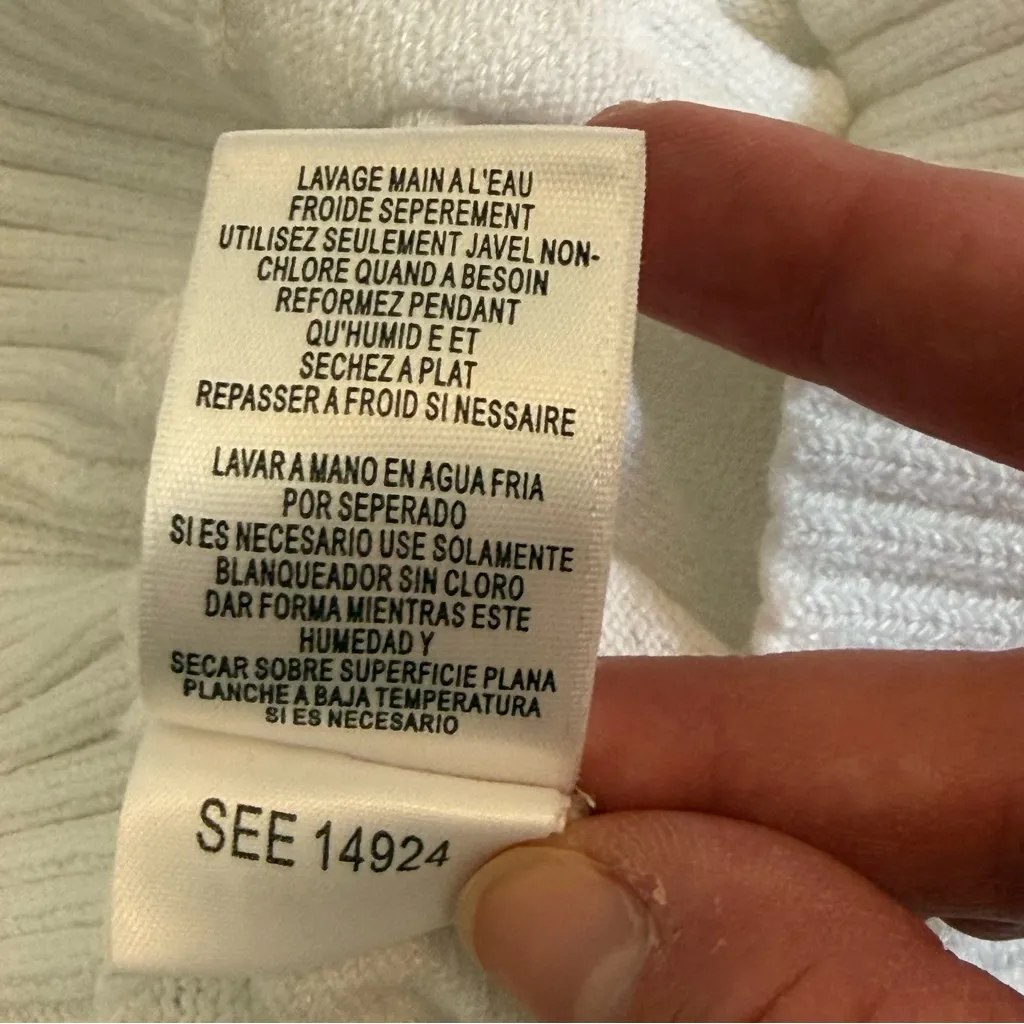 LAVAGE MAIN A L'EAU
FROIDE SEPEREMENT
UTILISEZ SEULEMENT JAVEL NON-
CHLORE QUAND A BESOIN
REFORMEZ PENDANT
QU'HUMID E ET
SECHEZ A PLAT
REPASSER A FROID SI NESSAIRE
LAVAR A MANO EN AGUA FRIA
POR SEPERADO
SI ES NECESARIO USE SOLAMENTE
BLANQUEADOR SIN CLORO
DAR FORMA MIENTRAS ESTE
HUMEDAD Y
SECAR SOBRE SUPERFICIE PLANA
PLANCHE A BAJA TEMPERATURA
SI ES NECESARIO
SEE 14924